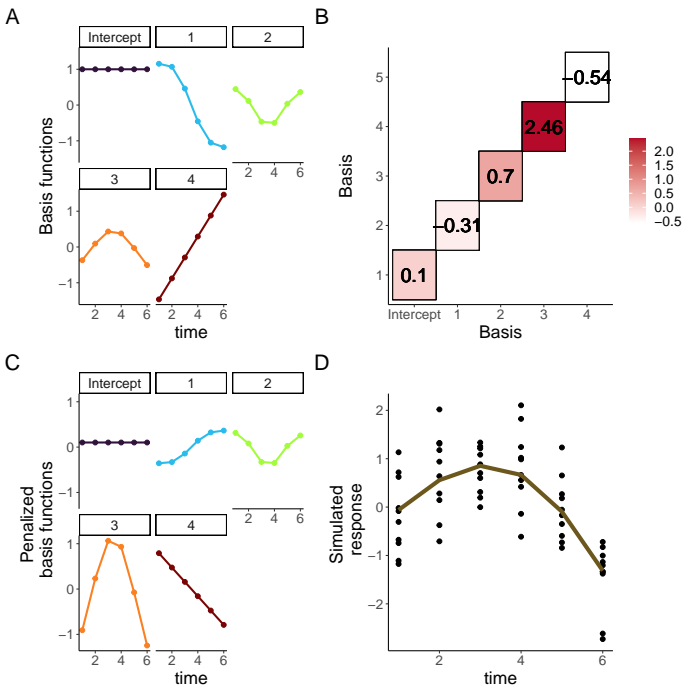 A
Intercept 1 2
1
0
−1
2 4 6
3 4
1
0
−1
2 4 6 2 4 6
time
Basis functions
B
5
4
3
2
1
−0.54
2.46
0.7
−0.31
0.1
Intercept 1 2 3 4
Basis
Basis
2.0
1.5
1.0
0.5
0.0
−0.5
C
Intercept 1 2
1
0
−1
3 4
1
0
−1
2 4 6 2 4 6
time
Penalized
basis functions
D
2
1
0
−1
−2
2 4 6
time
Simulated
response